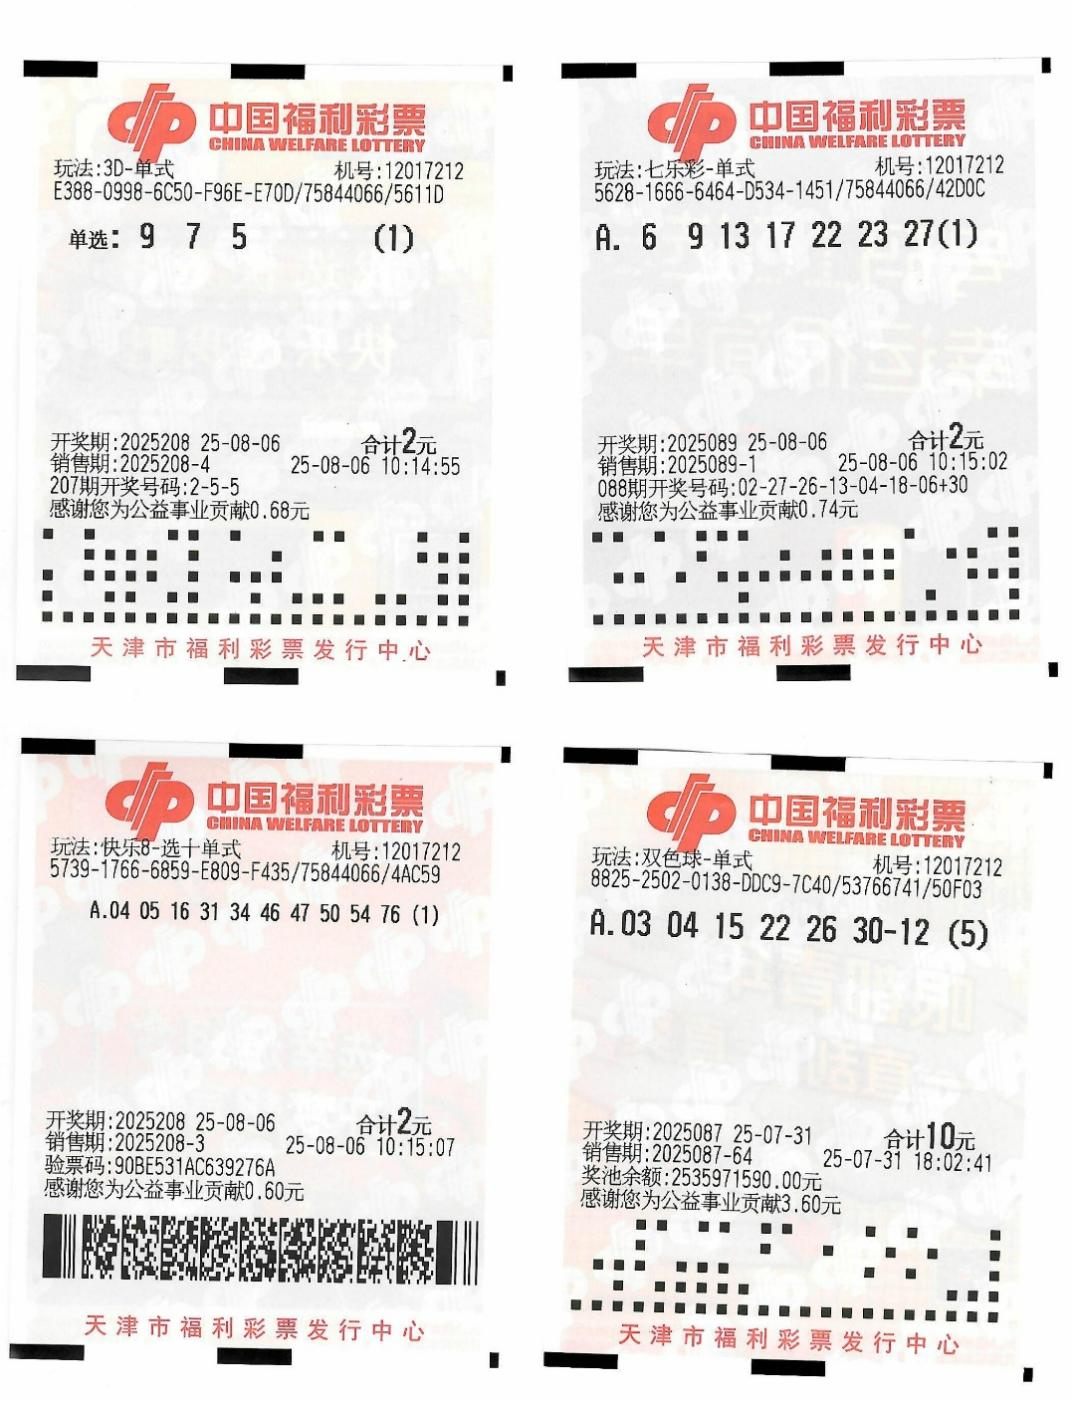 中国福利彩票
CHINA WELFARE LOTTERY
玩法:3D-单式 机号:12017212
E388-0998-6C50-F96E-E70D/75844066/5611D
单选: 9 7 5 (1)
开奖期:2025208 25-08-06 合计2元
销售期:2025208-4 25-08-06 10:14:55
207期开奖号码:2-5-5
感谢您为公益事业贡献0.68元
天津市福利彩票发行中心
中国福利彩票
CHINA WELFARE LOTTERY
玩法:七乐彩-单式 机号:12017212
5628-1666-6464-D534-1451/75844066/42D0C
A. 6 9 13 17 22 23 27(1)
开奖期:2025089 25-08-06 合计2元
销售期:2025089-1 25-08-06 10:15:02
088期开奖号码:02-27-26-13-04-18-06+30
感谢您为公益事业贡献0.74元
天津市福利彩票发行中心
中国福利彩票
CHINA WELFARE LOTTERY
玩法:快乐8-选十单式 机号:12017212
5739-1766-6859-E809-F435/75844066/4AC59
A.04 05 16 31 34 46 47 50 54 76 (1)
开奖期:2025208 25-08-06 合计2元
销售期:2025208-3 25-08-06 10:15:07
验票码:90BE531AC639276A
感谢您为公益事业贡献0.60元
天津市福利彩票发行中心
中国福利彩票
CHINA WELFARE LOTTERY
玩法:双色球-单式 机号:12017212
8825-2502-0138-DDC9-7C40/53766741/50F03
A.03 04 15 22 26 30-12 (5)
开奖期:2025087 25-07-31 合计10元
销售期:2025087-64 25-07-31 18:02:41
奖池余额:2535971590.00元
感谢您为公益事业贡献3.60元
天津市福利彩票发行中心